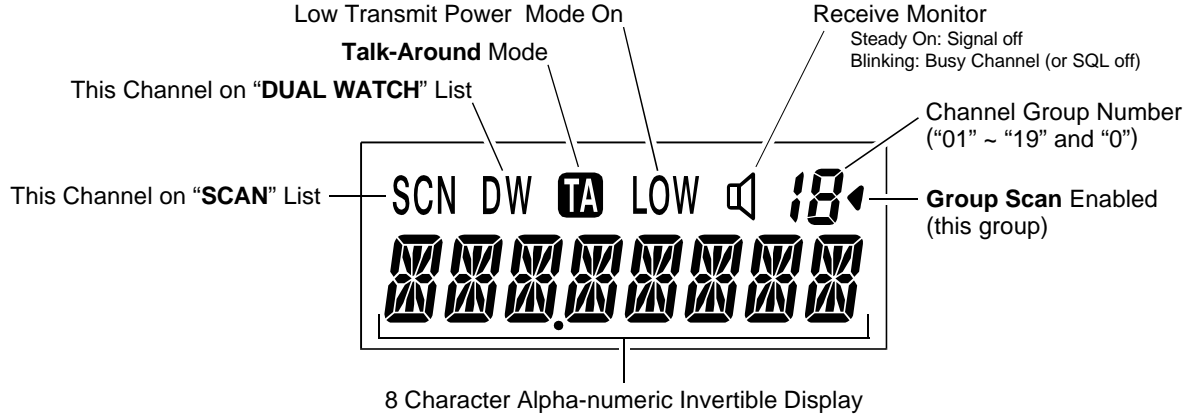 Low Transmit Power Mode On
Receive Monitor
Steady On: Signal off
Blinking: Busy Channel (or SQL off)
Talk-Around Mode
This Channel on “DUAL WATCH” List
Channel Group Number
(“01” ~ “19” and “0”)
This Channel on “SCAN” List
SCN DW TA LOW 18
Group Scan Enabled
(this group)
8 Character Alpha-numeric Invertible Display